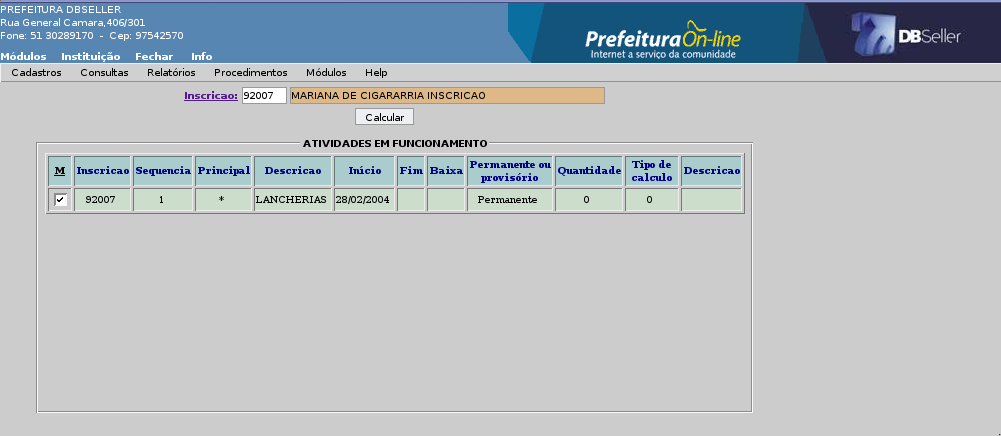 PREFEITURA DBSELLER
Rua General Camara,406/301
Fone: 51 30289170 - Cep: 97542570
Módulos Instituição Fechar Info
PrefeituraOn-line
Internet a serviço da comunidade
DBSeller
Cadastros Consultas Relatórios Procedimentos Módulos Help
Inscricao: 92007 MARIANA DE CIGARARRIA INSCRICAO
Calcular
ATIVIDADES EM FUNCIONAMENTO
M Inscricao Sequencia Principal Descricao Início Fim Baixa Permanente ou provisório Quantidade Tipo de calculo Descricao
92007 1 * LANCHERIAS 28/02/2004 Permanente 0 0